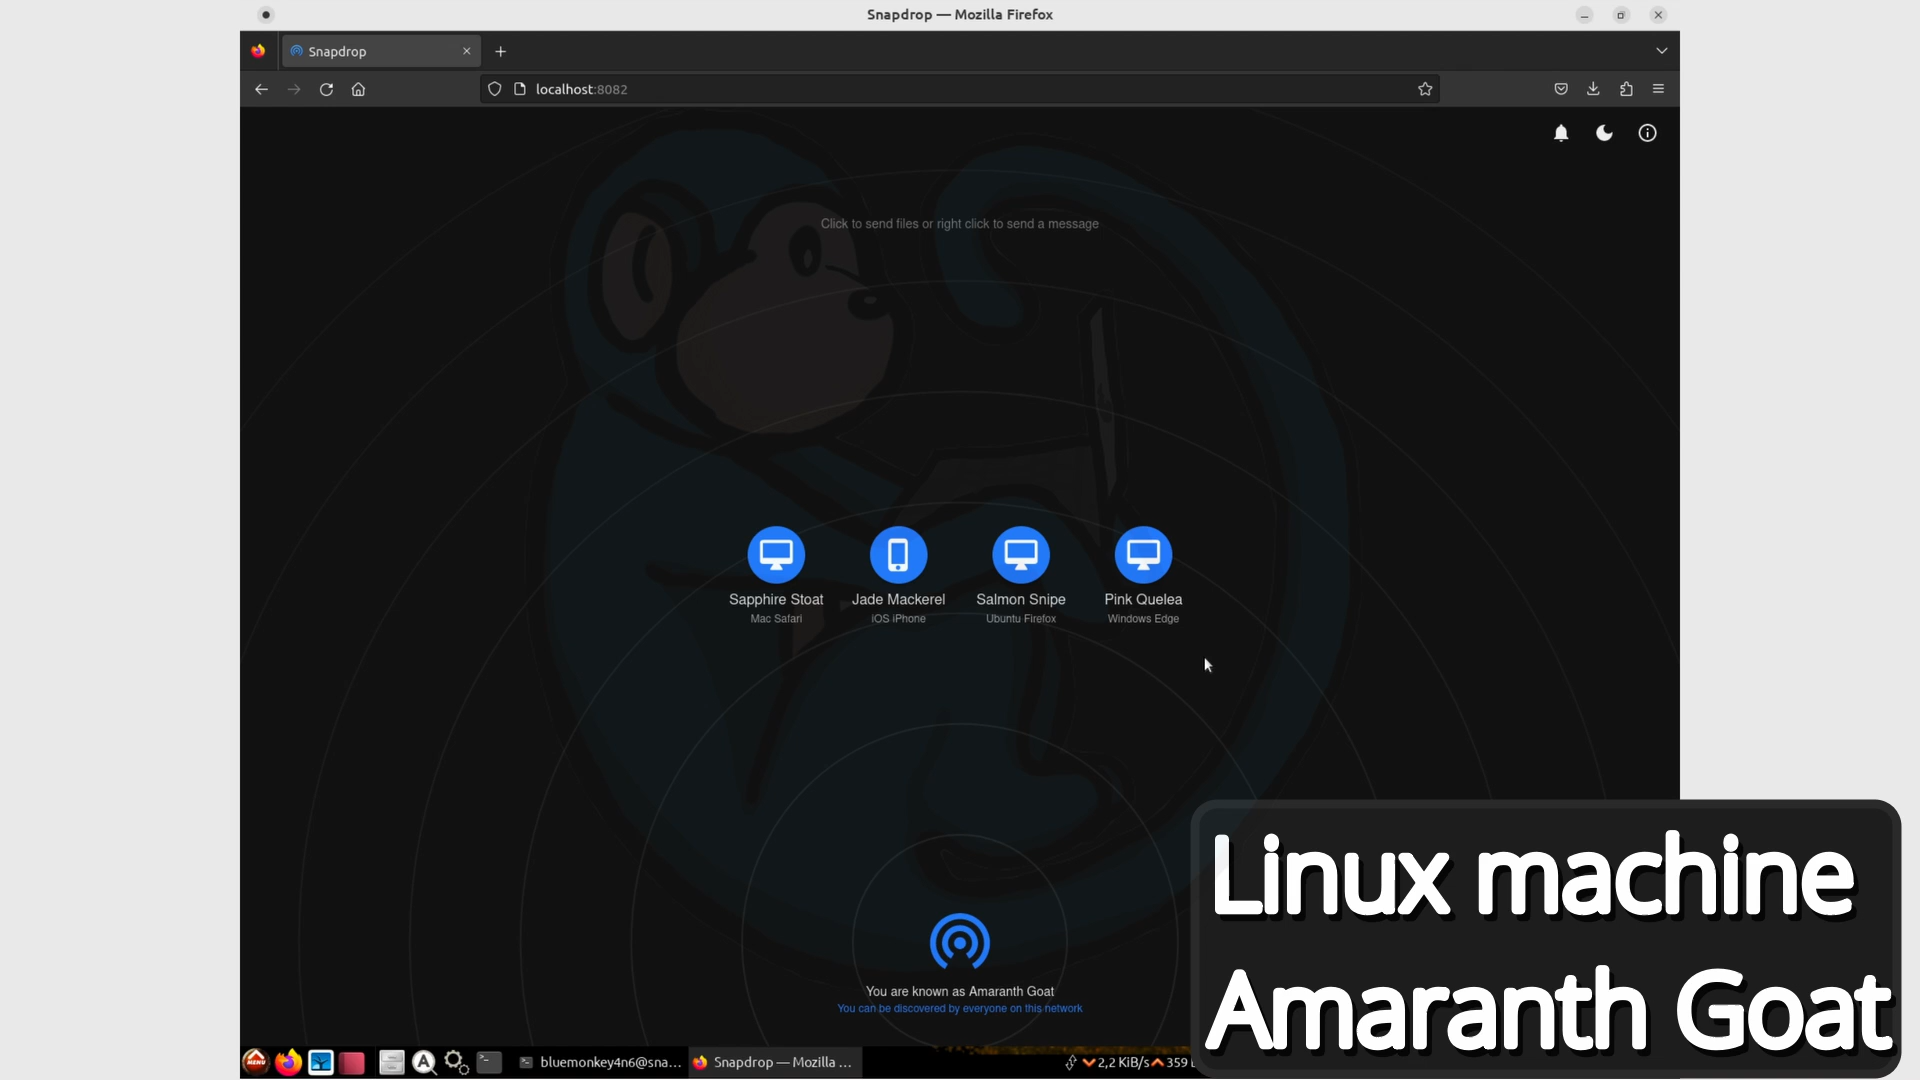 Snapdrop — Mozilla Firefox
Snapdrop
localhost:8082
Click to send files or right click to send a message
Sapphire Stoat
Mac Safari
Jade Mackerel
iOS iPhone
Salmon Snipe
Ubuntu Firefox
Pink Quelea
Windows Edge
You are known as Amaranth Goat
You can be discovered by everyone on this network
MENU
bluemonkey4n6@sna...
Snapdrop — Mozilla ...
2,2 KiB/s 359
Linux machine
Amaranth Goat